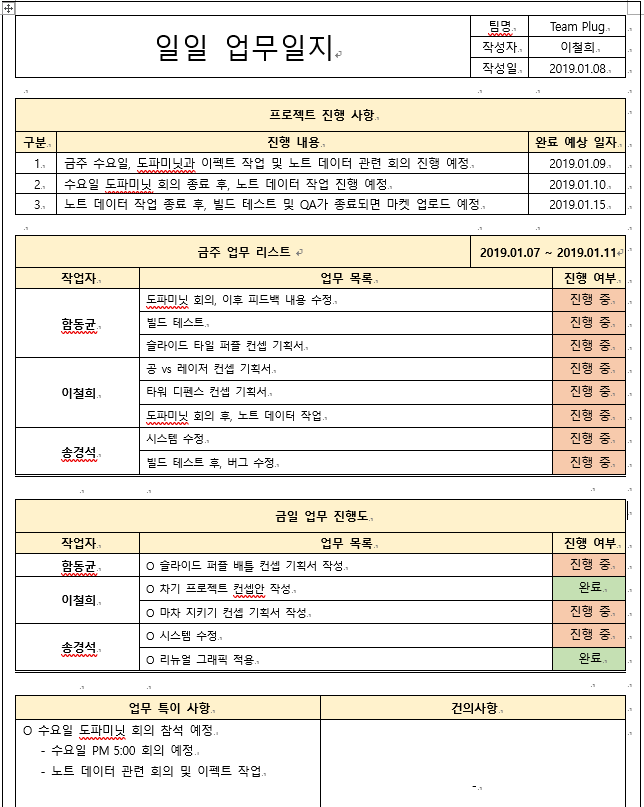 일일 업무일지
팀명 Team Plug
작성자 이철희
작성일 2019.01.08
프로젝트 진행 사항
구분 진행 내용 완료 예상 일자
1 금주 수요일, 도파미닛과 이펙트 작업 및 노트 데이터 관련 회의 진행 예정 2019.01.09
2 수요일 도파미닛 회의 종료 후, 노트 데이터 작업 진행 예정 2019.01.10
3 노트 데이터 작업 종료 후, 빌드 테스트 및 QA가 종료되면 마켓 업로드 예정 2019.01.15
금주 업무 리스트 2019.01.07 ~ 2019.01.11
작업자 업무 목록 진행 여부
함동균
도파미닛 회의, 이후 피드백 내용 수정 진행 중
빌드 테스트 진행 중
슬라이드 타일 퍼플 컨셉 기획서 진행 중
이철희
공 vs 레이저 컨셉 기획서 진행 중
타워 디펜스 컨셉 기획서 진행 중
도파미닛 회의 후, 노트 데이터 작업 진행 중
송경석
시스템 수정 진행 중
빌드 테스트 후, 버그 수정 진행 중
금일 업무 진행도
작업자 업무 목록 진행 여부
함동균 O 슬라이드 퍼플 배틀 컨셉 기획서 작성 진행 중
이철희
O 차기 프로젝트 컨셉안 작성 완료
O 마차 지키기 컨셉 기획서 작성 진행 중
송경석
O 시스템 수정 진행 중
O 리뉴얼 그래픽 적용 완료
업무 특이 사항 건의사항
O 수요일 도파미닛 회의 참석 예정
- 수요일 PM 5:00 회의 예정
- 노트 데이터 관련 회의 및 이펙트 작업
-